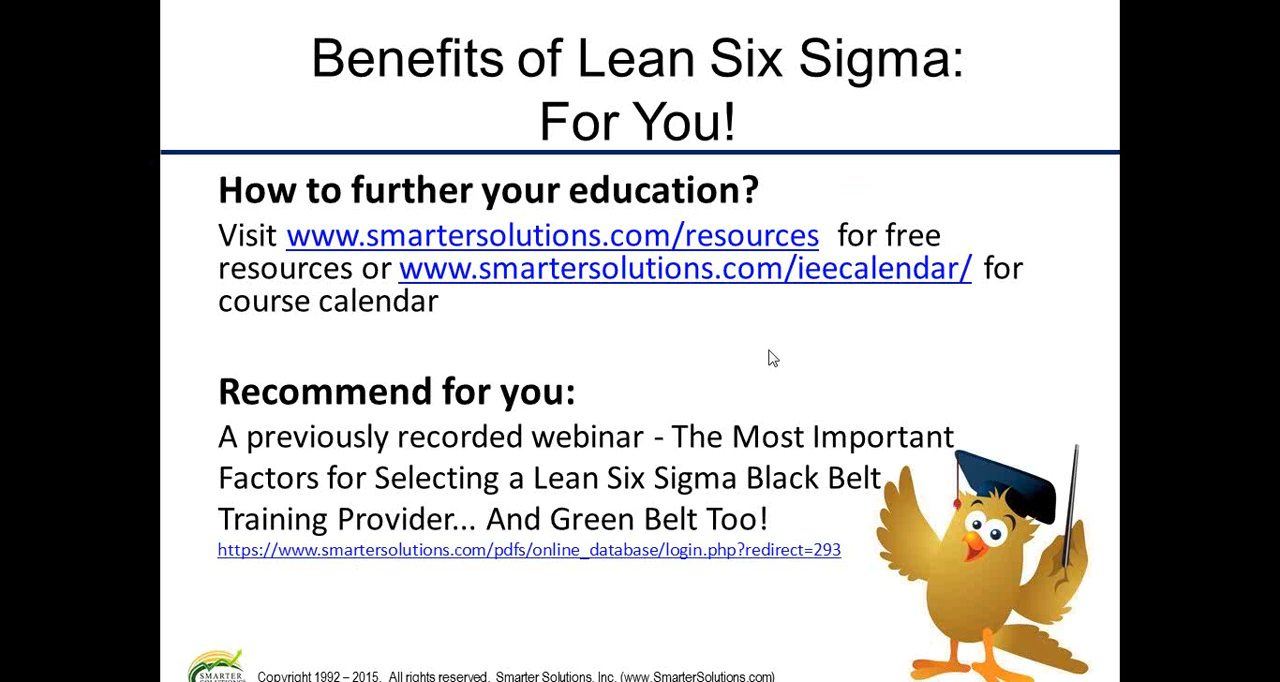 Benefits of Lean Six Sigma:
For You!
How to further your education?
Visit www.smartersolutions.com/resources for free
resources or www.smartersolutions.com/ieecalendar/ for
course calendar
Recommend for you:
A previously recorded webinar - The Most Important
Factors for Selecting a Lean Six Sigma Black Belt
Training Provider... And Green Belt Too!
https://www.smartersolutions.com/pdfs/online_database/login.php?redirect=293
SMARTER
Copyright 1992 – 2015. All rights reserved. Smarter Solutions, Inc. (www.SmarterSolutions.com)